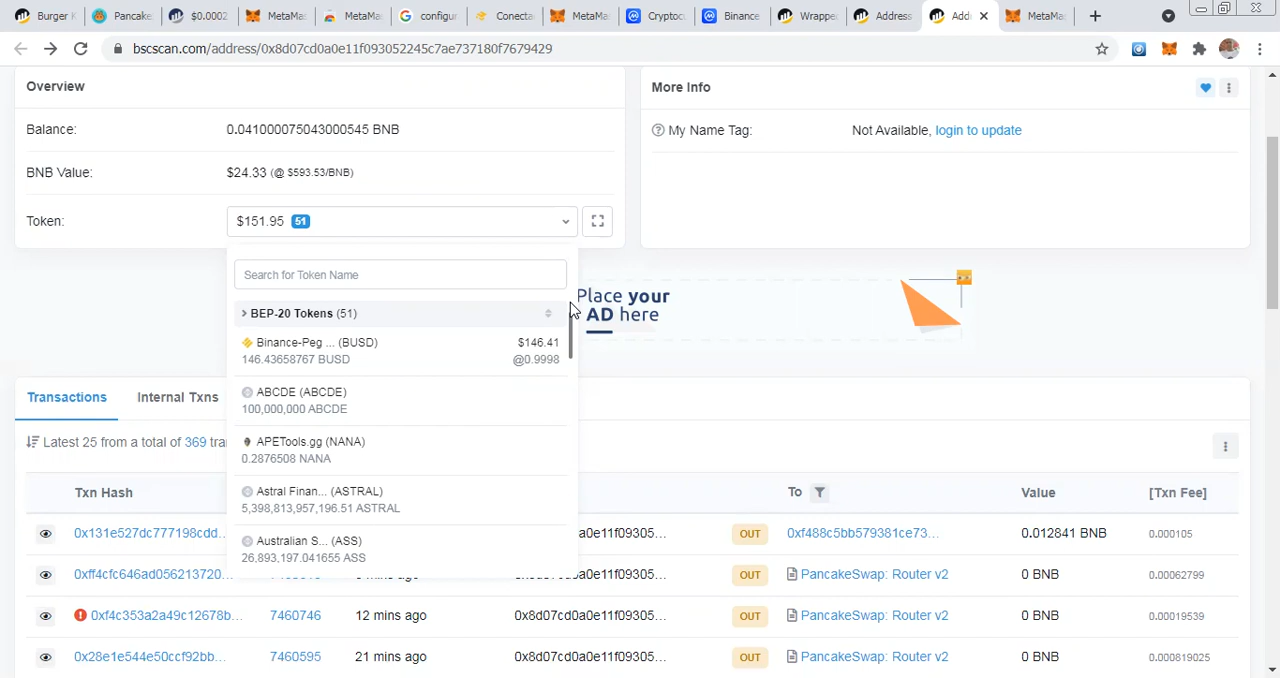 Burger K
Pancake
$0.0002
MetaMas
MetaMas
configur
Conecta
MetaMas
Cryptoc
Binance
Wrappe
Address
Add
MetaMa
bscscan.com/address/0x8d07cd0a0e11f093052245c7ae737180f7679429
Overview
Balance: 0.041000075043000545 BNB
BNB Value: $24.33 (@ $593.53/BNB)
Token: $151.95 51
More Info
My Name Tag: Not Available, login to update
Search for Token Name
BEP-20 Tokens (51)
Binance-Peg ... (BUSD) $146.41
146.43658767 BUSD @0.9998
ABCDE (ABCDE)
100,000,000 ABCDE
APETools.gg (NANA)
0.2876508 NANA
Astral Finan... (ASTRAL)
5,398,813,957,196.51 ASTRAL
Australian S... (ASS)
26,893,197.041655 ASS
Place your
AD here
Transactions Internal Txns
Latest 25 from a total of 369 tra
Txn Hash To Value [Txn Fee]
0x131e527dc777198cdd... a0e11f09305... OUT 0xf488c5bb579381ce73... 0.012841 BNB 0.000105
0xff4cfc646ad056213720... OUT PancakeSwap: Router v2 0 BNB 0.00062799
0xf4c353a2a49c12678b... 7460746 12 mins ago 0x8d07cd0a0e11f09305... OUT PancakeSwap: Router v2 0 BNB 0.00019539
0x28e1e544e50ccf92bb... 7460595 21 mins ago 0x8d07cd0a0e11f09305... OUT PancakeSwap: Router v2 0 BNB 0.000819025